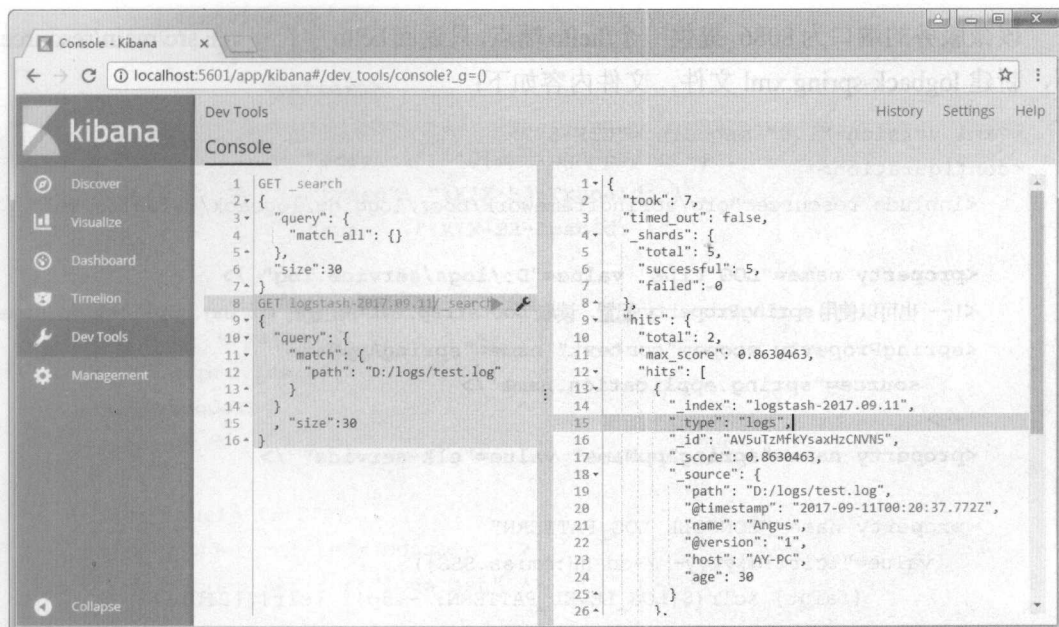 Console - Kibana
localhost:5601/app/kibana#/dev_tools/console?_g=()
kibana
Discover
Visualize
Dashboard
Timelion
Dev Tools
Management
Collapse
Dev Tools
History Settings Help
Console
1 GET _search
2 {
3 "query": {
4 "match_all": {}
5 },
6 "size":30
7 }
8 GET logstash-2017.09.11/_search
9 {
10 "query": {
11 "match": {
12 "path": "D:/logs/test.log"
13 }
14 }
15 , "size":30
16 }
1 {
2 "took": 7,
3 "timed_out": false,
4 "_shards": {
5 "total": 5,
6 "successful": 5,
7 "failed": 0
8 },
9 "hits": {
10 "total": 2,
11 "max_score": 0.8630463,
12 "hits": [
13 {
14 "_index": "logstash-2017.09.11",
15 "_type": "logs",
16 "_id": "AV5uTzMfkYsaxHzCNVN5",
17 "_score": 0.8630463,
18 "_source": {
19 "path": "D:/logs/test.log",
20 "@timestamp": "2017-09-11T00:20:37.772Z",
21 "name": "Angus",
22 "@version": "1",
23 "host": "AY-PC",
24 "age": 30
25 }
26 },